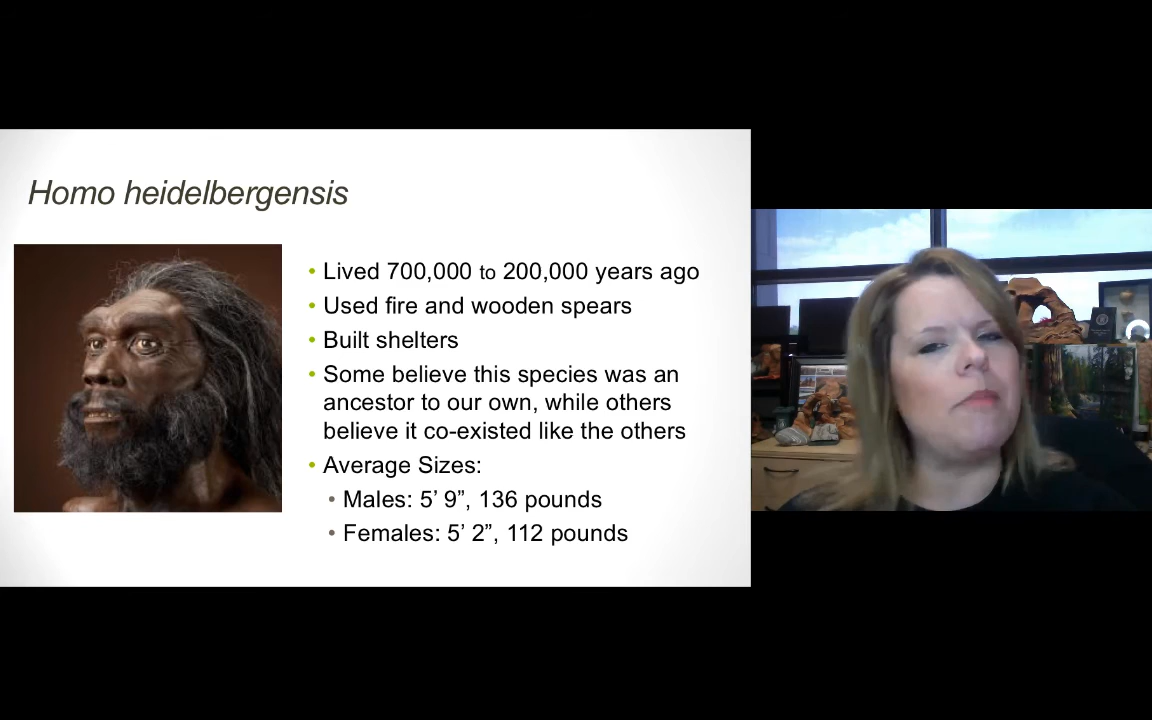 Homo heidelbergensis
• Lived 700,000 to 200,000 years ago
• Used fire and wooden spears
• Built shelters
• Some believe this species was an
ancestor to our own, while others
believe it co-existed like the others
• Average Sizes:
• Males: 5’ 9”, 136 pounds
• Females: 5’ 2”, 112 pounds